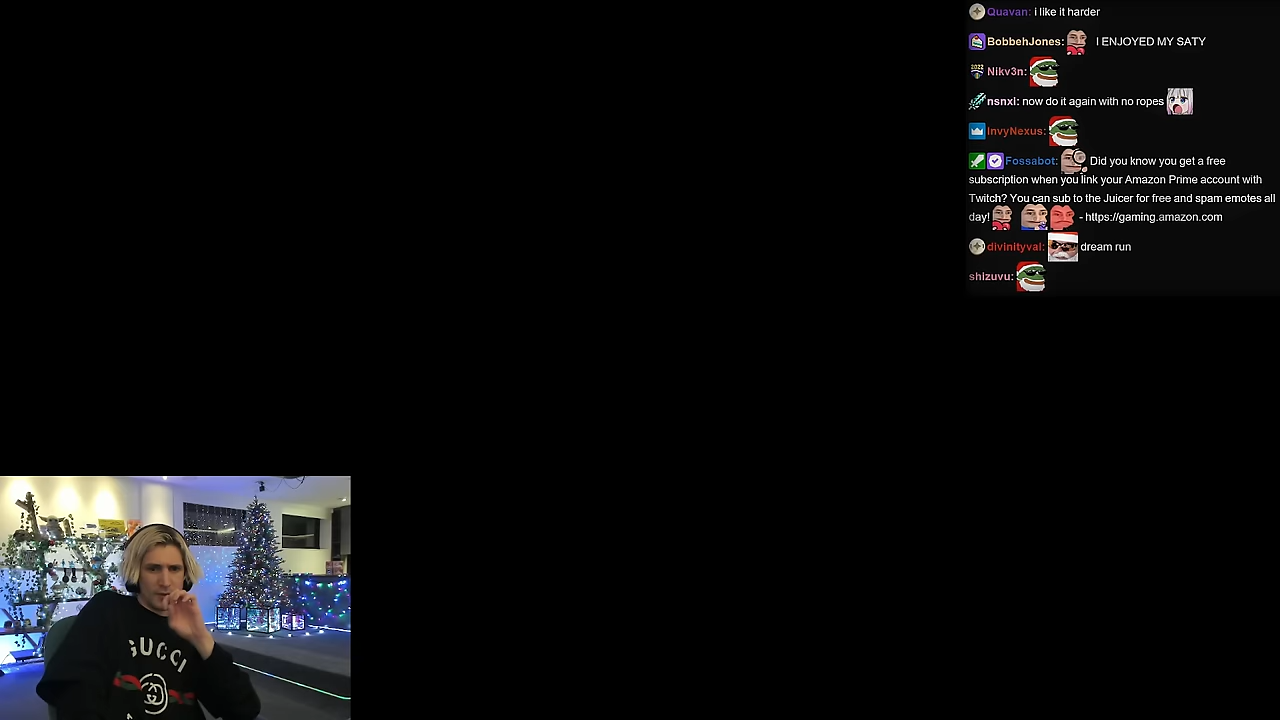 Quavan: i like it harder
BobbehJones: I ENJOYED MY SATY
Nikv3n:
nsnxl: now do it again with no ropes
InvyNexus:
Fossabot: Did you know you get a free
subscription when you link your Amazon Prime account with
Twitch? You can sub to the Juicer for free and spam emotes all
day! - https://gaming.amazon.com
divinityval: dream run
shizuvu:
GUCCI